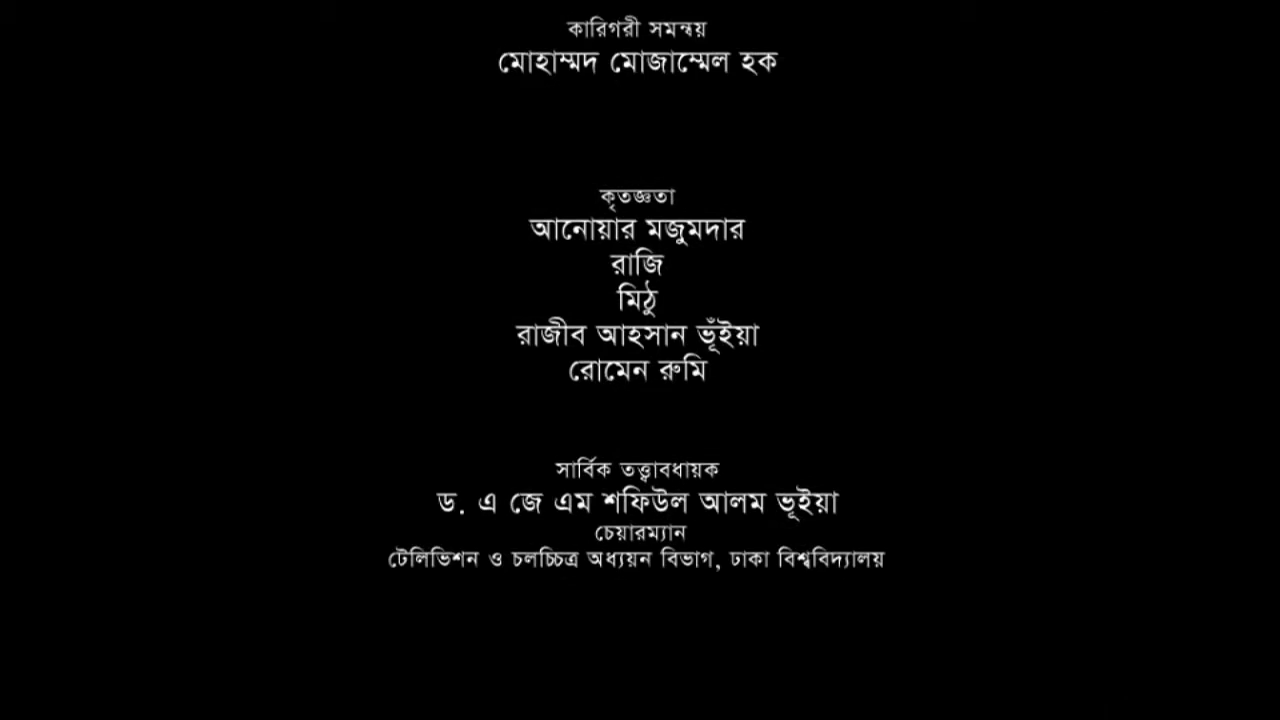 কারিগরী সমন্বয়
মোহাম্মদ মোজাম্মেল হক
কৃতজ্ঞতা
আনোয়ার মজুমদার
রাজি
মিঠু
রাজীব আহসান ভূঁইয়া
রোমেন রুমি
সার্বিক তত্ত্বাবধায়ক
ড. এ জে এম শফিউল আলম ভূইয়া
চেয়ারম্যান
টেলিভিশন ও চলচ্চিত্র অধ্যয়ন বিভাগ, ঢাকা বিশ্ববিদ্যালয়